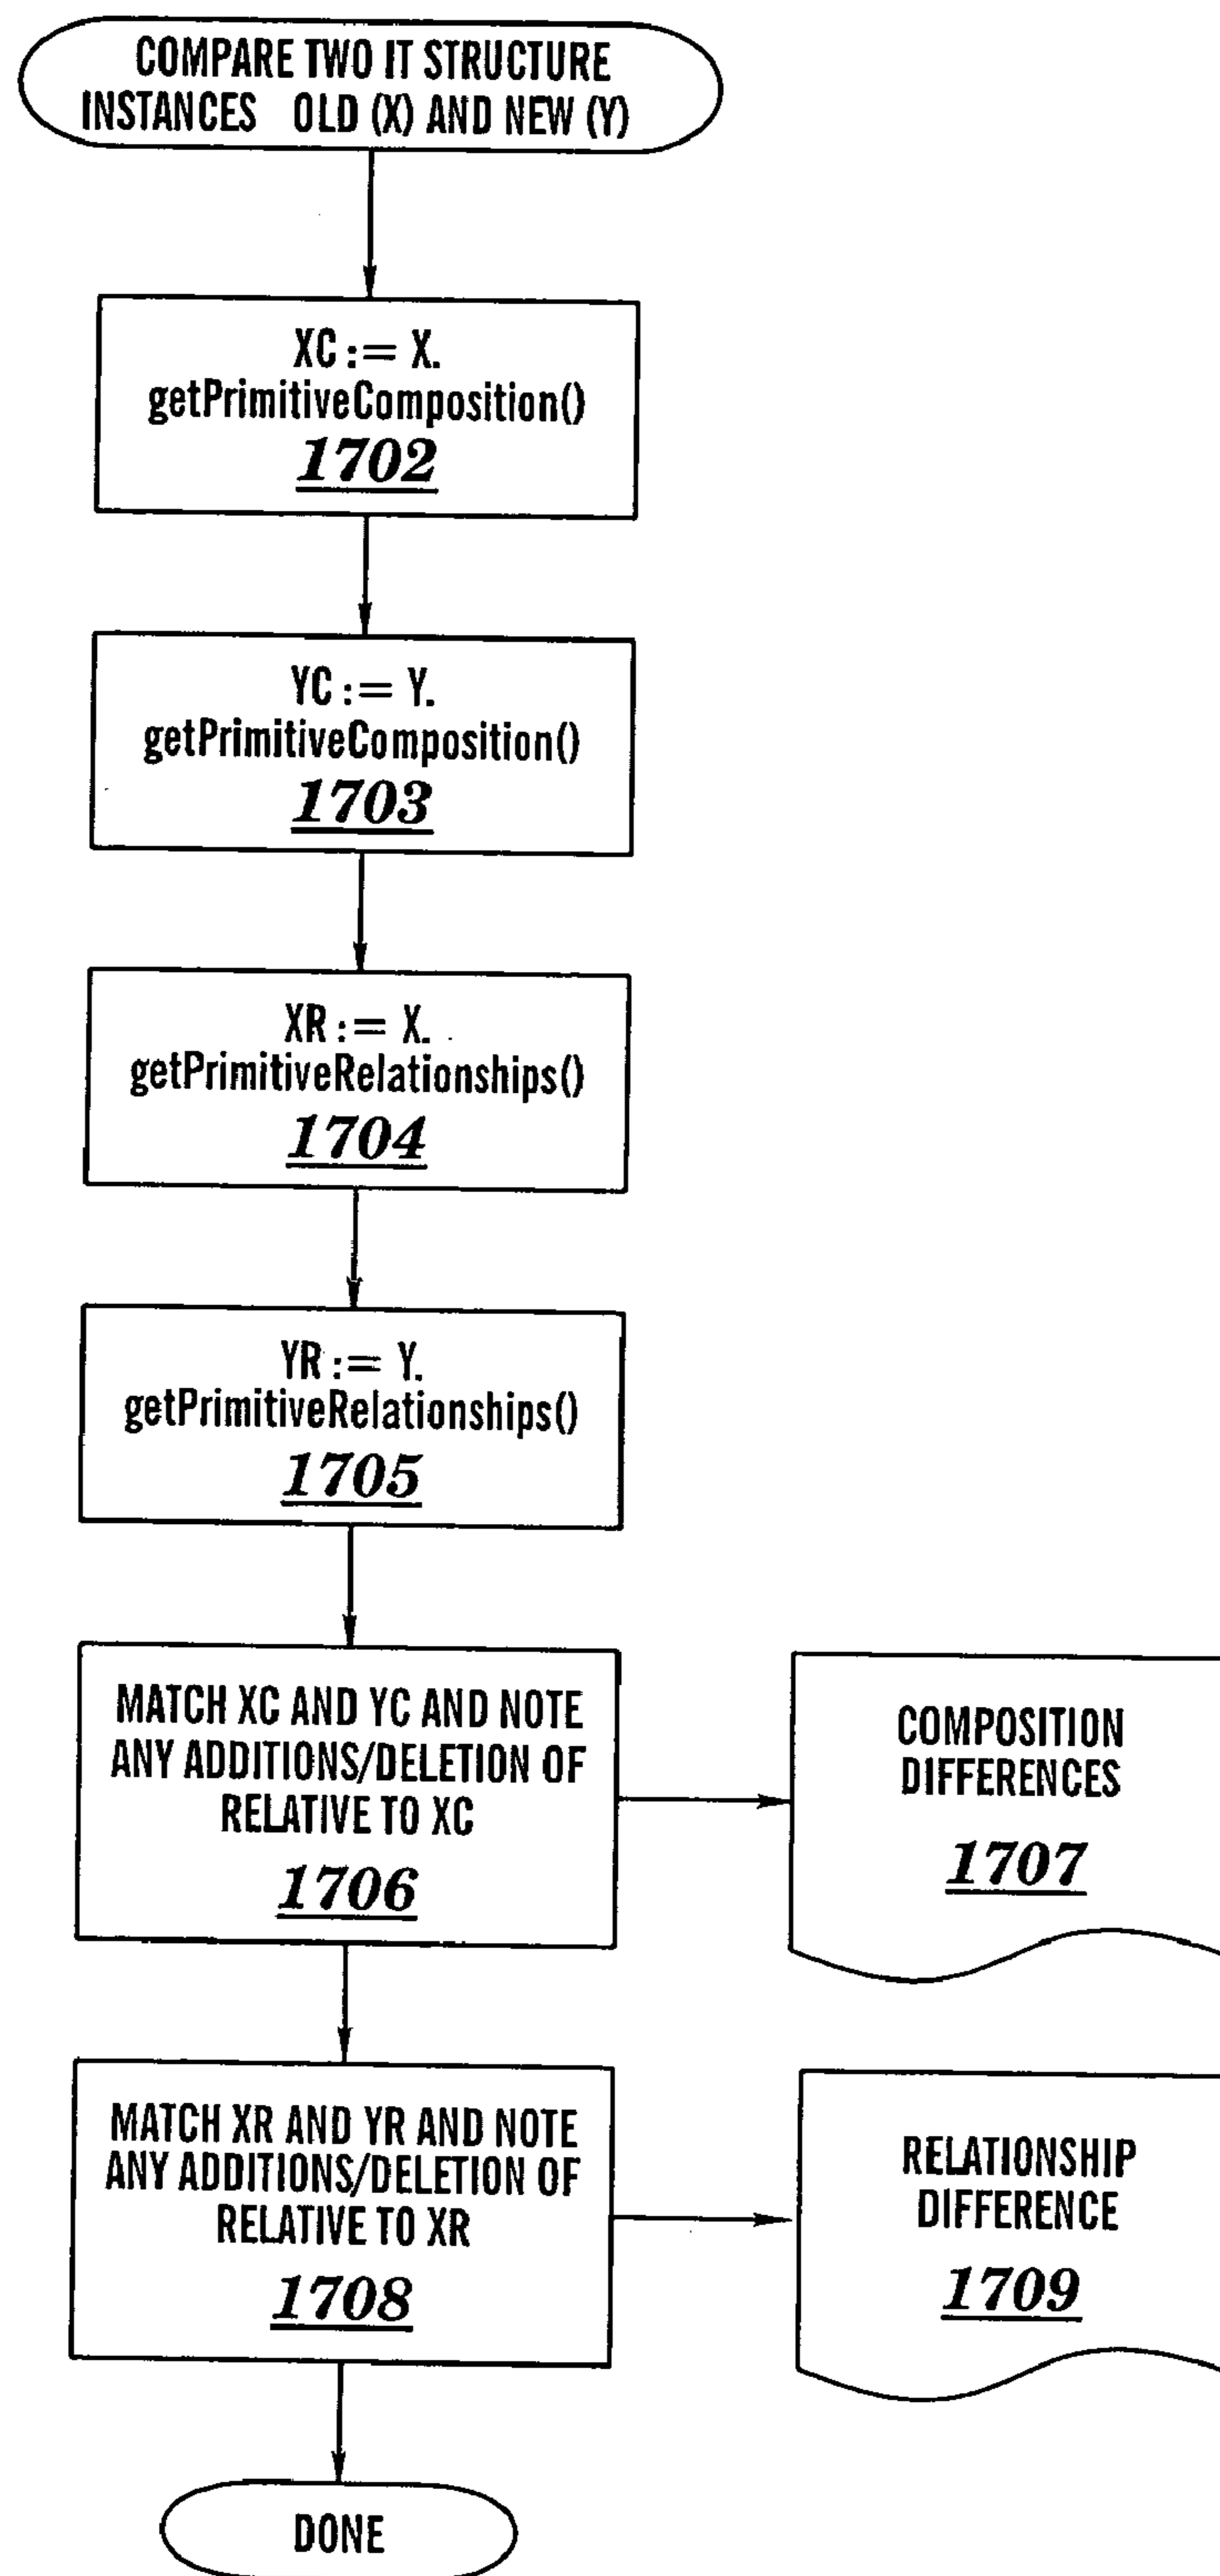 COMPARE TWO IT STRUCTURE
INSTANCES OLD (X) AND NEW (Y)
XC := X.
getPrimitiveComposition()
1702
YC := Y.
getPrimitiveComposition()
1703
XR := X.
getPrimitiveRelationships()
1704
YR := Y.
getPrimitiveRelationships()
1705
MATCH XC AND YC AND NOTE
ANY ADDITIONS/DELETION OF
RELATIVE TO XC
1706
COMPOSITION
DIFFERENCES
1707
MATCH XR AND YR AND NOTE
ANY ADDITIONS/DELETION OF
RELATIVE TO XR
1708
RELATIONSHIP
DIFFERENCE
1709
DONE